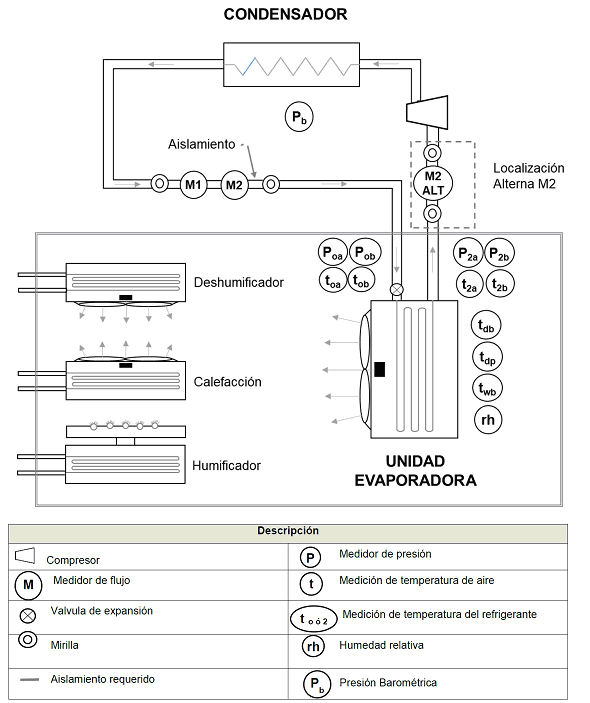 CONDENSADOR
Pb
Aislamiento
M1
M2
M2
ALT
Localización
Alterna M2
Poa
Pob
toa
tob
P2a
P2b
t2a
t2b
Deshumificador
tdb
tdp
Calefacción
twb
rh
Humificador
UNIDAD
EVAPORADORA
Descripción
Compresor
P
Medidor de presión
M
Medidor de flujo
t
Medición de temperatura de aire
Valvula de expansión
t o ó 2
Medición de temperatura del refrigerante
Mirilla
rh
Humedad relativa
Aislamiento requerido
Pb
Presión Barométrica